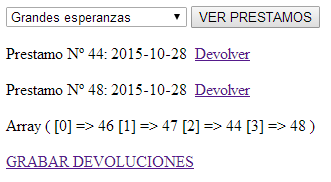 Grandes esperanzas VER PRESTAMOS
Prestamo Nº 44: 2015-10-28 Devolver
Prestamo Nº 48: 2015-10-28 Devolver
Array ( [0] => 46 [1] => 47 [2] => 44 [3] => 48 )
GRABAR DEVOLUCIONES